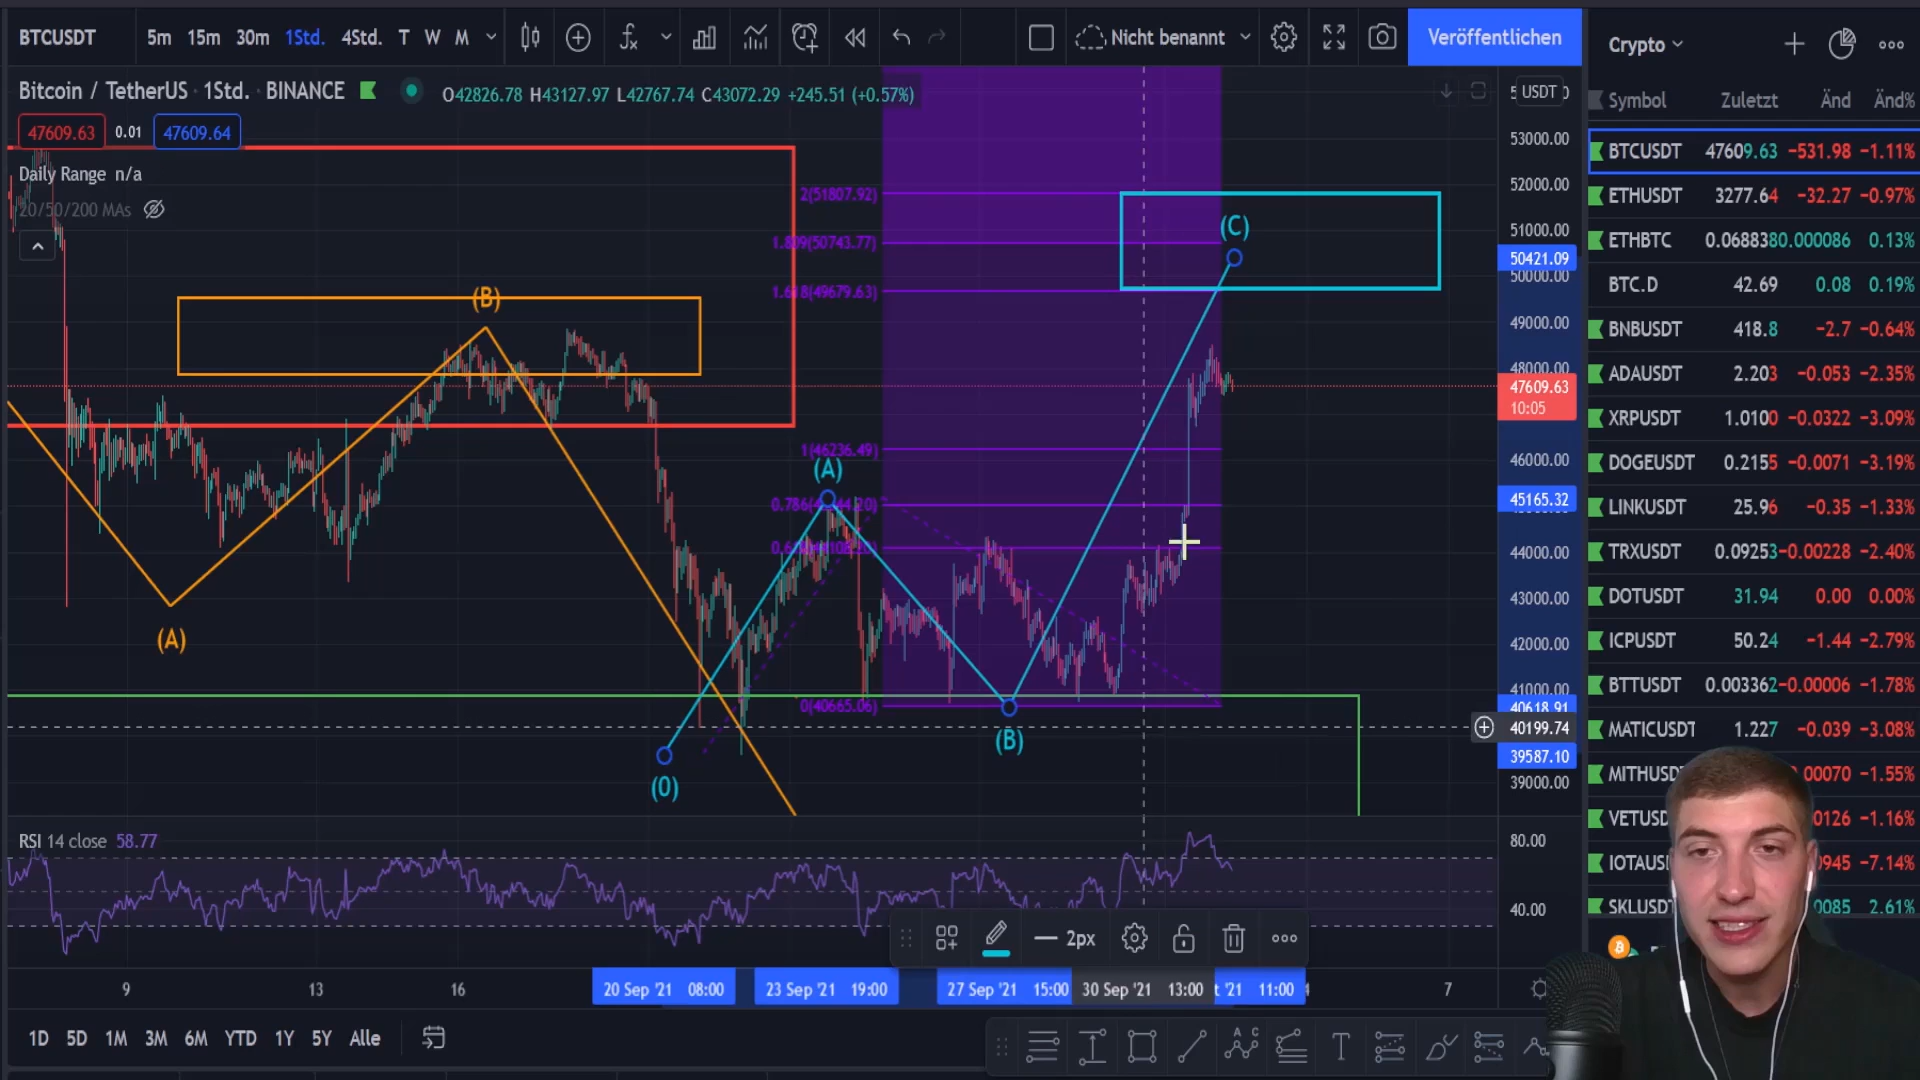 BTCUSDT 5m 15m 30m 1Std. 4Std. T W M Nicht benannt Veröffentlichen
Bitcoin / TetherUS · 1Std. · BINANCE O42826.78 H43127.97 L42767.74 C43072.29 +245.51 (+0.57%)
47609.63 0.01 47609.64
Daily Range n/a
20/50/200 MAs
USDT
53000.00
52000.00
51000.00
50421.09
50000.00
49000.00
48000.00
47609.63
10:05
46000.00
45165.32
44000.00
43000.00
42000.00
41000.00
40618.91
40199.74
39587.10
39000.00
2(51807.92)
1.809(50743.77)
1.618(49679.63)
1(46236.49)
0(40665.06)
(A)
(B)
(0)
(A)
(B)
(C)
RSI 14 close 58.77
80.00
40.00
2px
9 13 16 20 Sep '21 08:00 23 Sep '21 19:00 27 Sep '21 15:00 30 Sep '21 13:00 t '21 11:00 7
1D 5D 1M 3M 6M YTD 1Y 5Y Alle
Crypto
Symbol Zuletzt Änd Änd%
BTCUSDT 47609.63 −531.98 −1.11%
ETHUSDT 3277.64 −32.27 −0.97%
ETHBTC 0.068838 0.000086 0.13%
BTC.D 42.69 0.08 0.19%
BNBUSDT 418.8 −2.7 −0.64%
ADAUSDT 2.203 −0.053 −2.35%
XRPUSDT 1.0100 −0.0322 −3.09%
DOGEUSDT 0.2155 −0.0071 −3.19%
LINKUSDT 25.96 −0.35 −1.33%
TRXUSDT 0.09253 −0.00228 −2.40%
DOTUSDT 31.94 0.00 0.00%
ICPUSDT 50.24 −1.44 −2.79%
BTTUSDT 0.003362 −0.00006 −1.78%
MATICUSDT 1.227 −0.039 −3.08%
MITHUSD .00070 −1.55%
VETUSD 0126 −1.16%
IOTAUS 0945 −7.14%
SKLUSDT 0085 2.61%